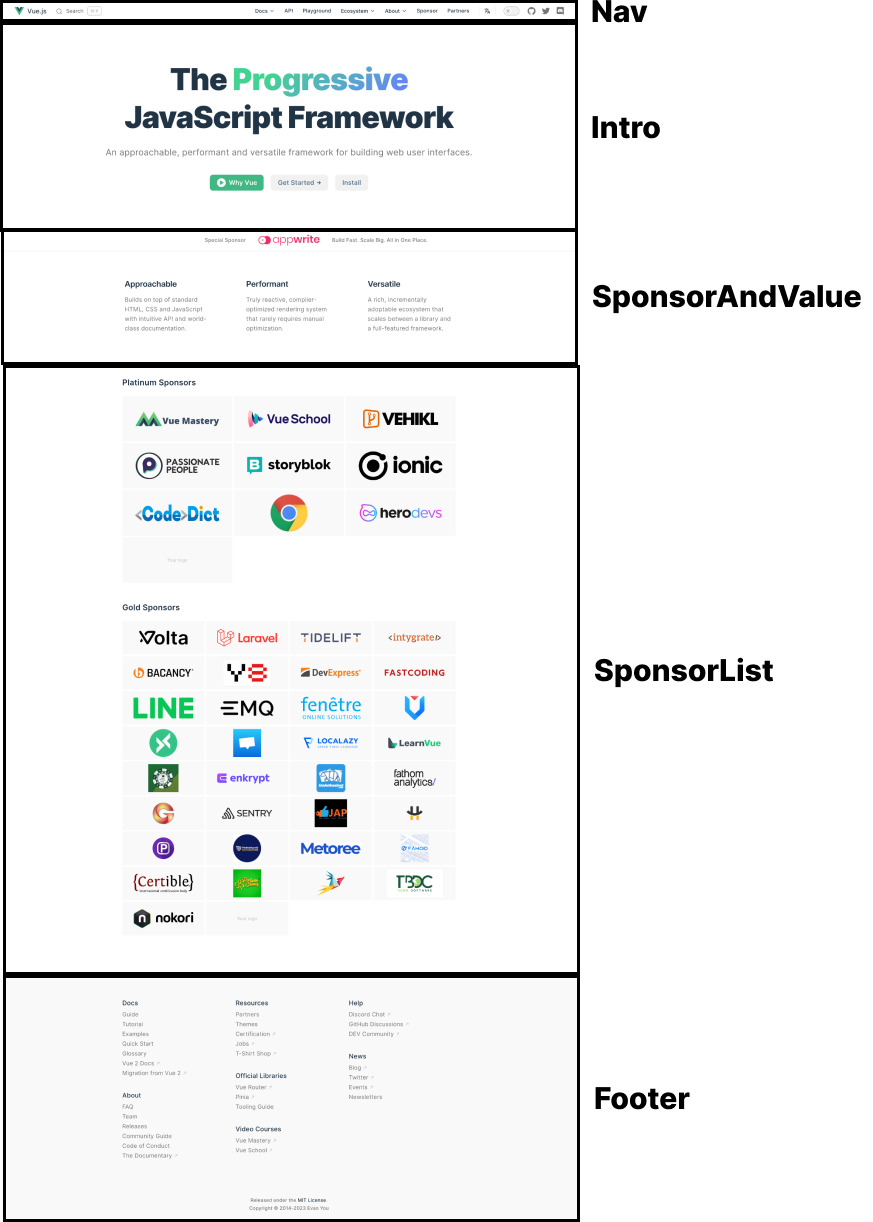 Vue.js Search Docs API Playground Ecosystem About Sponsor Partners
Nav
The Progressive
JavaScript Framework
Intro
An approachable, performant and versatile framework for building web user interfaces.
Why Vue Get Started → Install
Special Sponsor appwrite Build Fast. Scale Big. All in One Place.
SponsorAndValue
Approachable
Builds on top of standard
HTML, CSS and JavaScript
with intuitive API and world-
class documentation.
Performant
Truly reactive, compiler-
optimized rendering system
that rarely requires manual
optimization.
Versatile
A rich, incrementally
adoptable ecosystem that
scales between a library and
a full-featured framework.
Platinum Sponsors
Vue Mastery Vue School VEHIKL
PASSIONATE
PEOPLE
storyblok ionic
<Code>Dict herodevs
Your logo
Gold Sponsors
Volta Laravel TIDELIFT <intygrate/>
SponsorList
BACANCY DevExpress FASTCODING
LINE EMQ fenêtre
ONLINE SOLUTIONS
LOCALAZY LearnVue
enkrypt fathom
analytics/
SENTRY JAP
Metoree
{Certible} TBDC
nokori Your logo
Footer
Docs
Guide
Tutorial
Examples
Quick Start
Glossary
Vue 2 Docs ↗
Migration from Vue 2 ↗
About
FAQ
Team
Releases
Community Guide
Code of Conduct
The Documentary ↗
Resources
Partners
Themes
Certification ↗
Jobs ↗
T-Shirt Shop ↗
Official Libraries
Vue Router ↗
Pinia ↗
Tooling Guide
Video Courses
Vue Mastery ↗
Vue School ↗
Help
Discord Chat ↗
GitHub Discussions ↗
DEV Community ↗
News
Blog ↗
Twitter ↗
Events ↗
Newsletters
Released under the MIT License.
Copyright © 2014-2023 Evan You